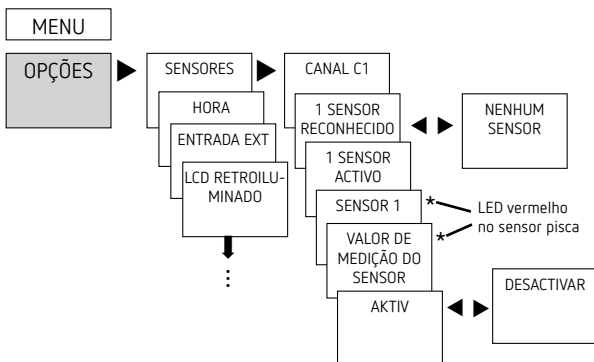 MENU
OPÇÕES
SENSORES
HORA
ENTRADA EXT
LCD RETROILU-
MINADO
CANAL C1
1 SENSOR
RECONHECIDO
NENHUM
SENSOR
1 SENSOR
ACTIVO
SENSOR 1 *
LED vermelho
no sensor pisca
VALOR DE *
MEDIÇÃO DO
SENSOR
AKTIV
DESACTIVAR